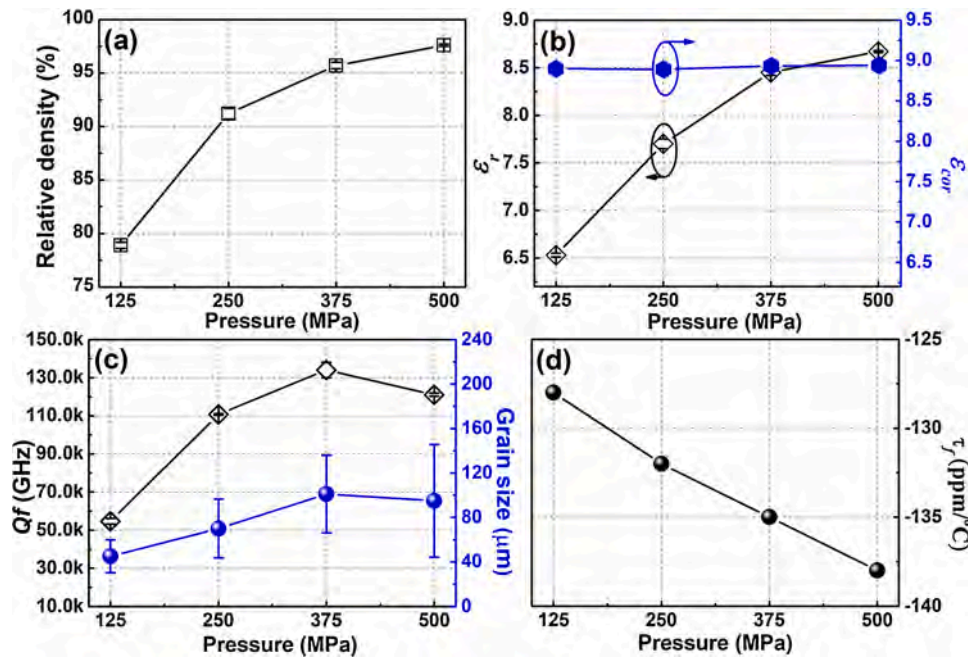 (a)
Relative density (%)
100
95
90
85
80
75
125 250 375 500
Pressure (MPa)
(b)
εr
9.0
8.5
8.0
7.5
7.0
6.5
9.5
9.0
8.5
8.0
7.5
7.0
6.5
εcor
125 250 375 500
Pressure (MPa)
(c)
Qf (GHz)
150.0k
130.0k
110.0k
90.0k
70.0k
50.0k
30.0k
10.0k
240
200
160
120
80
40
0
Grain size (μm)
125 250 375 500
Pressure (MPa)
(d)
-125
-130
-135
-140
τf (ppm/°C)
125 250 375 500
Pressure (MPa)